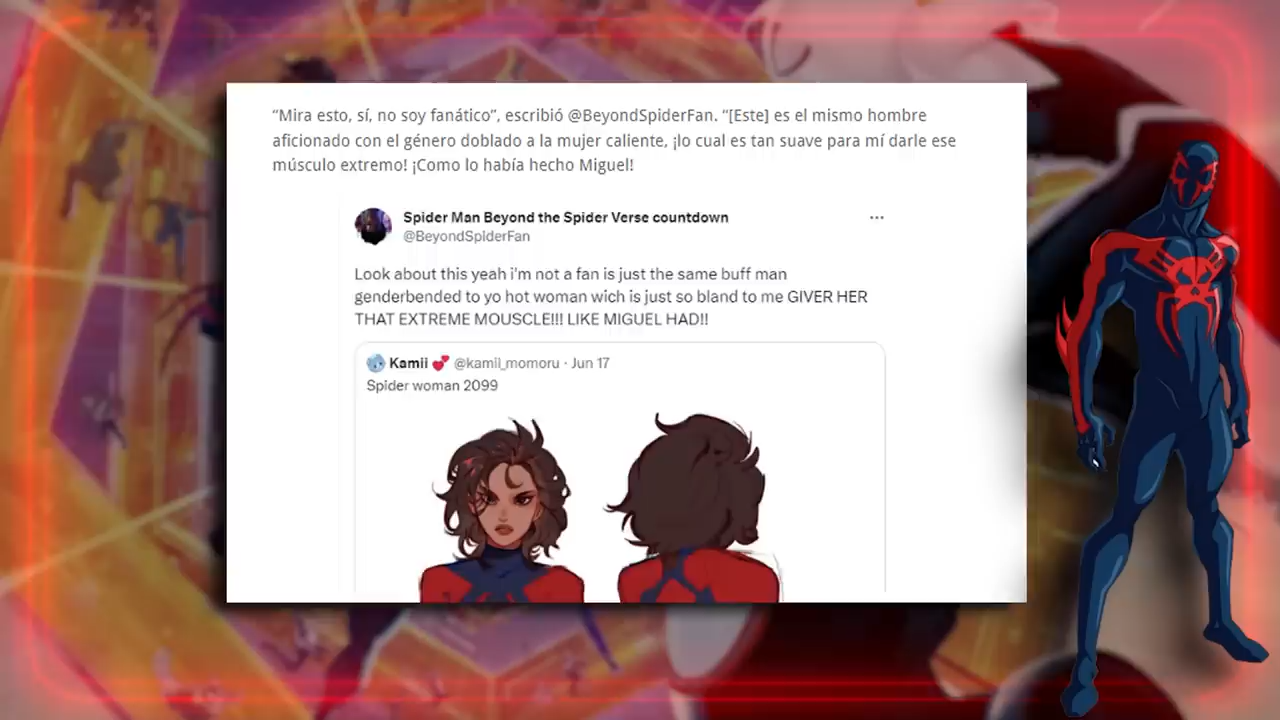 “Mira esto, sí, no soy fanático”, escribió @BeyondSpiderFan. “[Este] es el mismo hombre
aficionado con el género doblado a la mujer caliente, ¡lo cual es tan suave para mí darle ese
músculo extremo! ¡Como lo había hecho Miguel!
Spider Man Beyond the Spider Verse countdown
@BeyondSpiderFan
Look about this yeah i'm not a fan is just the same buff man
genderbended to yo hot woman wich is just so bland to me GIVER HER
THAT EXTREME MOUSCLE!!! LIKE MIGUEL HAD!!
Kamii 💕 @kamii_momoru · Jun 17
Spider woman 2099